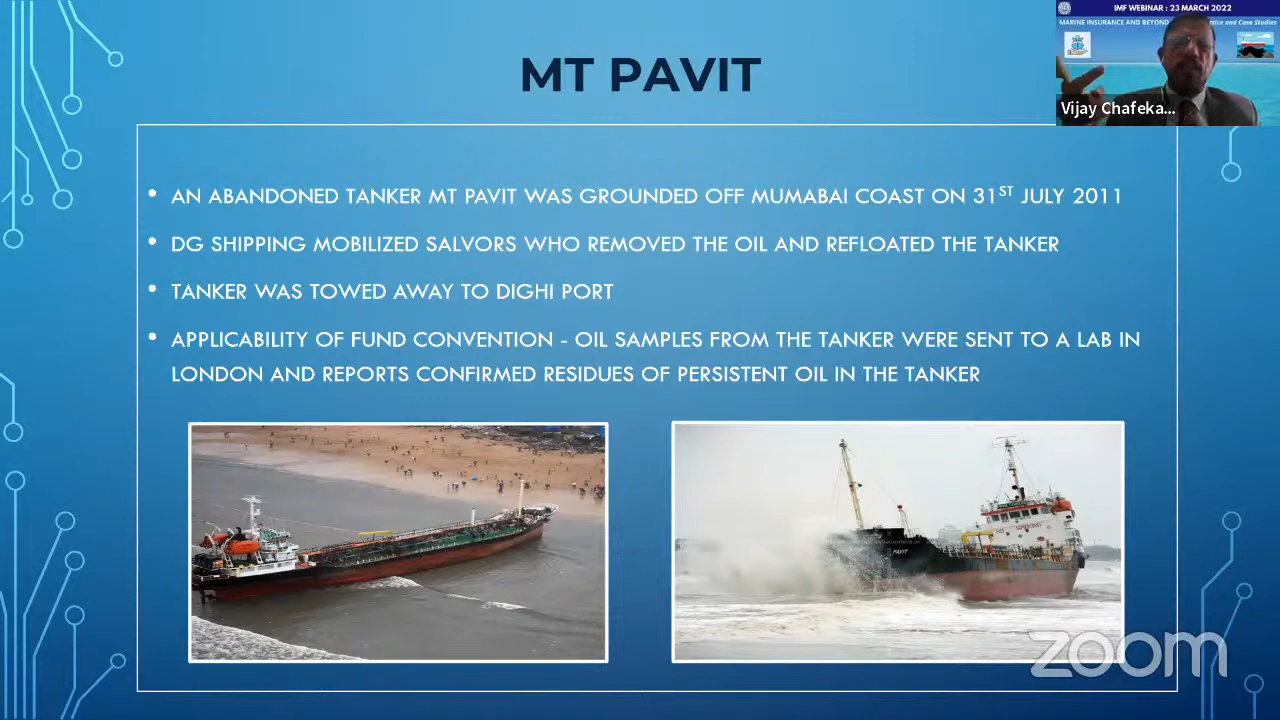 IMF WEBINAR : 23 MARCH 2022
MARINE INSURANCE AND BEYOND
and Case Studies
Vijay Chafeka...
MT PAVIT
• AN ABANDONED TANKER MT PAVIT WAS GROUNDED OFF MUMABAI COAST ON 31ST JULY 2011
• DG SHIPPING MOBILIZED SALVORS WHO REMOVED THE OIL AND REFLOATED THE TANKER
• TANKER WAS TOWED AWAY TO DIGHI PORT
• APPLICABILITY OF FUND CONVENTION - OIL SAMPLES FROM THE TANKER WERE SENT TO A LAB IN
LONDON AND REPORTS CONFIRMED RESIDUES OF PERSISTENT OIL IN THE TANKER
PAVIT
zoom